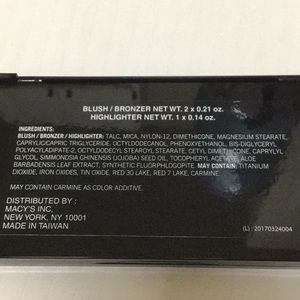 BLUSH / BRONZER NET WT. 2 x 0.21 oz.
HIGHLIGHTER NET WT. 1 x 0.14 oz.
INGREDIENTS:
BLUSH / BRONZER / HIGHLIGHTER: TALC, MICA, NYLON-12, DIMETHICONE, MAGNESIUM STEARATE,
CAPRYLIC/CAPRIC TRIGLYCERIDE, OCTYLDODECANOL, PHENOXYETHANOL, BIS-DIGLYCERYL
POLYACYLADIPATE-2, OCTYLDODECYL STEAROYL STEARATE, CETYL DIMETHICONE, CAPRYLYL
GLYCOL, SIMMONDSIA CHINENSIS (JOJOBA) SEED OIL, TOCOPHERYL ACETATE, ALOE
BARBADENSIS LEAF EXTRACT, SYNTHETIC FLUORPHLOGOPITE. MAY CONTAIN: TITANIUM
DIOXIDE, IRON OXIDES, TIN OXIDE, RED 30 LAKE, RED 7 LAKE, CARMINE.
MAY CONTAIN CARMINE AS COLOR ADDITIVE.
DISTRIBUTED BY :
MACY'S INC.
NEW YORK, NY 10001
MADE IN TAIWAN
(L) : 20170324004